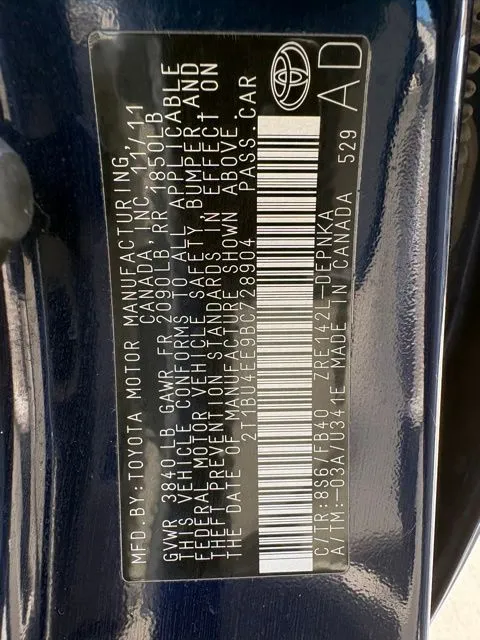 MFD.BY:TOYOTA MOTOR MANUFACTURING,
CANADA, INC. 11/11
GVWR 3840LB GAWR FR 2090LB, RR 1850LB
THIS VEHICLE CONFORMS TO ALL APPLICABLE
FEDERAL MOTOR VEHICLE SAFETY, BUMPER AND
THEFT PREVENTION STANDARDS IN EFFECT ON
THE DATE OF MANUFACTURE SHOWN ABOVE.
2T1BU4EE9BC728904 PASS.CAR
C/TR:8S6/FB40 ZRE142L-DEPNKA
A/TM:-03A/U341E MADE IN CANADA 529
AD